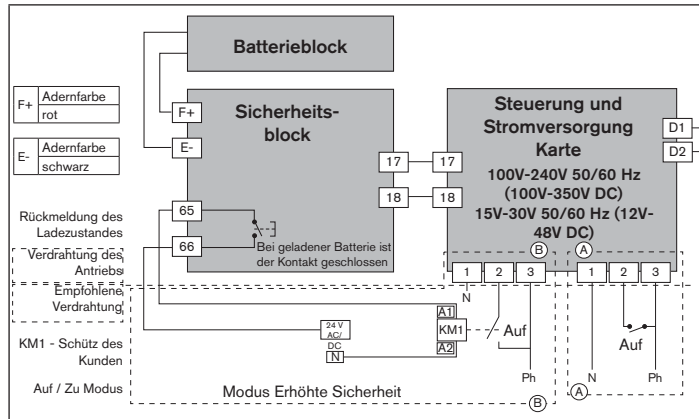 Batterieblock
F+ Adernfarbe
rot
E- Adernfarbe
schwarz
F+
E-
Sicherheits-
block
17
18
17
18
Steuerung und
Stromversorgung
Karte
100V-240V 50/60 Hz
(100V-350V DC)
15V-30V 50/60 Hz (12V-
48V DC)
D1
D2
Rückmeldung des
Ladezustandes
65
66
Bei geladener Batterie ist
der Kontakt geschlossen
Verdrahtung des
Antriebs
Empfohlene
Verdrahtung
B
A
1 2 3
1 2 3
N
24 V
AC/
DC
N
A1
KM1
A2
Auf
Ph
Auf
N
Ph
KM1 - Schütz des
Kunden
Auf / Zu Modus
Modus Erhöhte Sicherheit
B
A